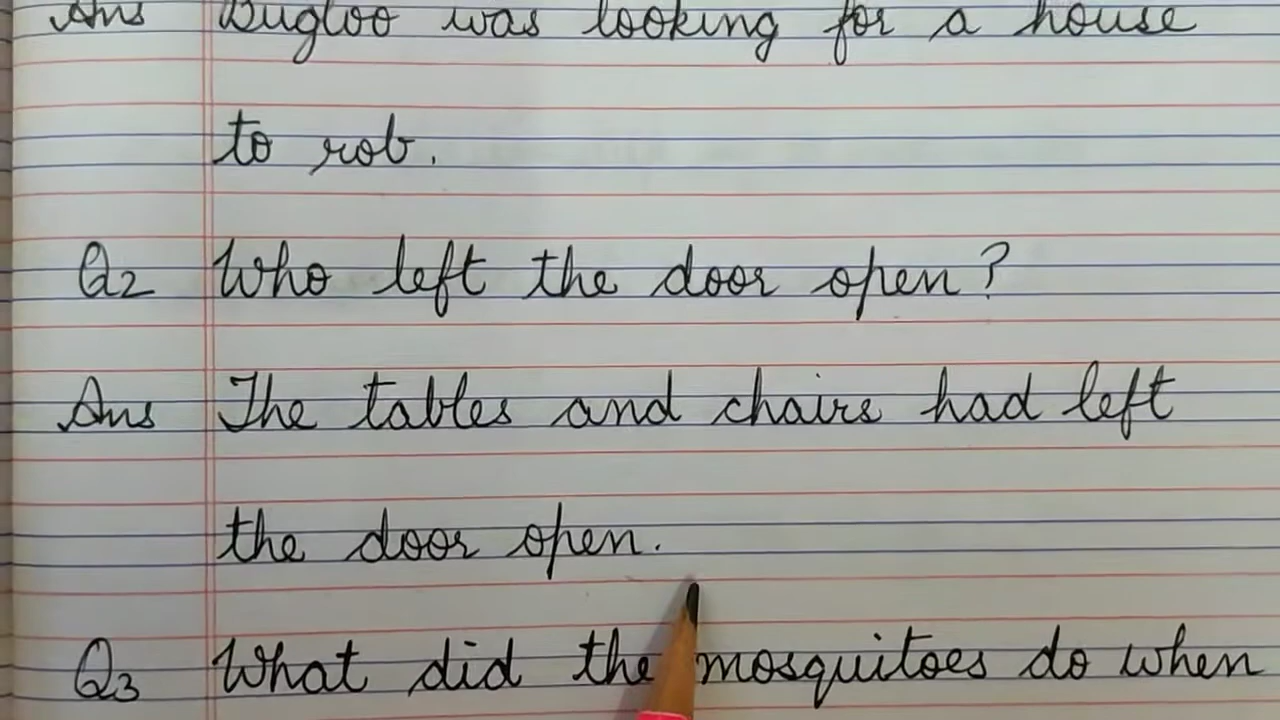 Ans Bugloo was looking for a house
to rob.
Q2 Who left the door open?
Ans The tables and chairs had left
the door open.
Q3 What did the mosquitoes do when